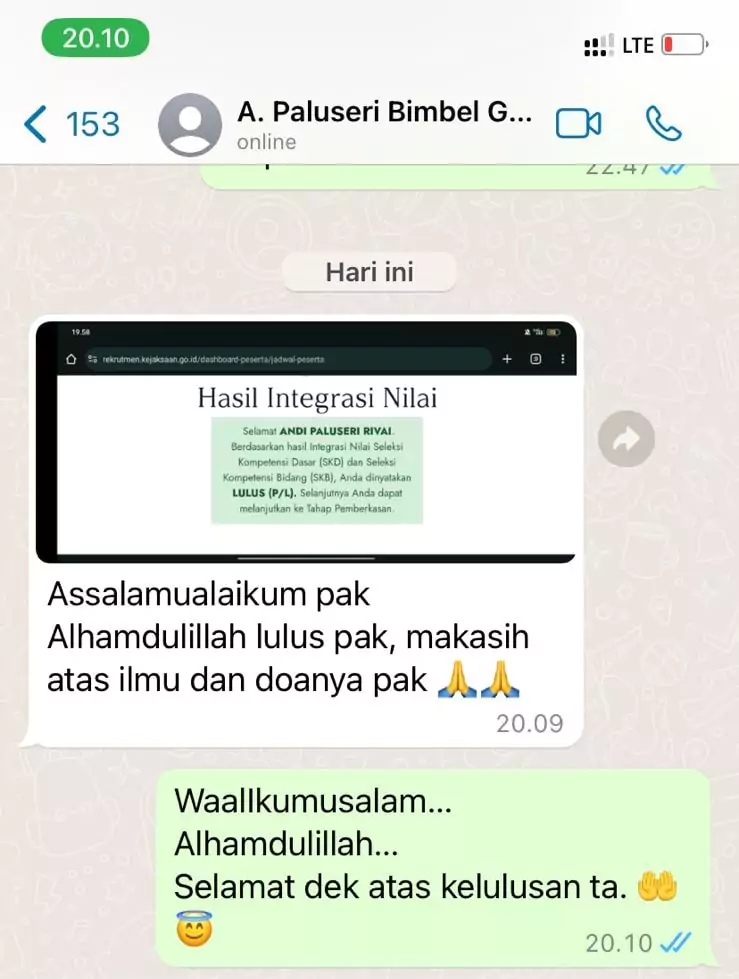 20.10
LTE
153
A. Paluseri Bimbel G...
online
22.47
Hari ini
19.58
rekrutmen.kejaksaan.go.id/dashboard-peserta/jadwal-peserta
Hasil Integrasi Nilai
Selamat ANDI PALUSERI RIVAI.
Berdasarkan hasil Integrasi Nilai Seleksi
Kompetensi Dasar (SKD) dan Seleksi
Kompetensi Bidang (SKB), Anda dinyatakan
LULUS (P/L). Selanjutnya Anda dapat
melanjutkan ke Tahap Pemberkasan.
Assalamualaikum pak
Alhamdulillah lulus pak, makasih
atas ilmu dan doanya pak 🙏🙏
20.09
Waallkumusalam...
Alhamdulillah...
Selamat dek atas kelulusan ta. 🤲
😇
20.10